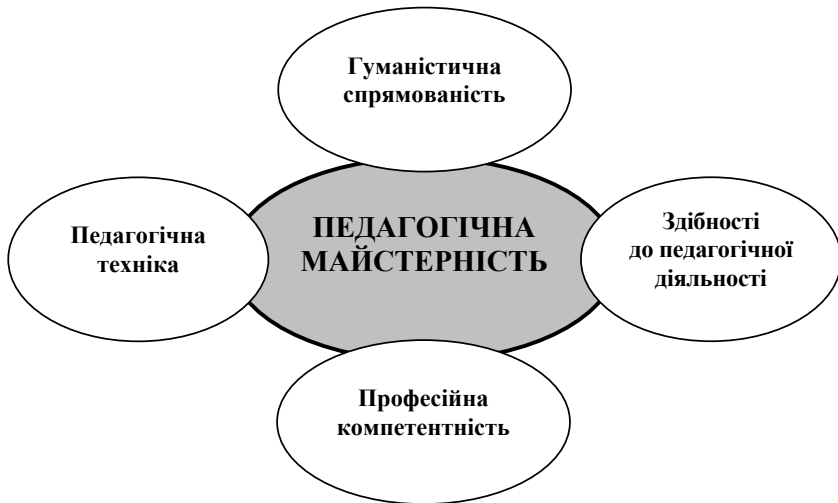 Гуманістична
спрямованість
Педагогічна
техніка
ПЕДАГОГІЧНА
МАЙСТЕРНІСТЬ
Здібності
до педагогічної
діяльності
Професійна
компетентність